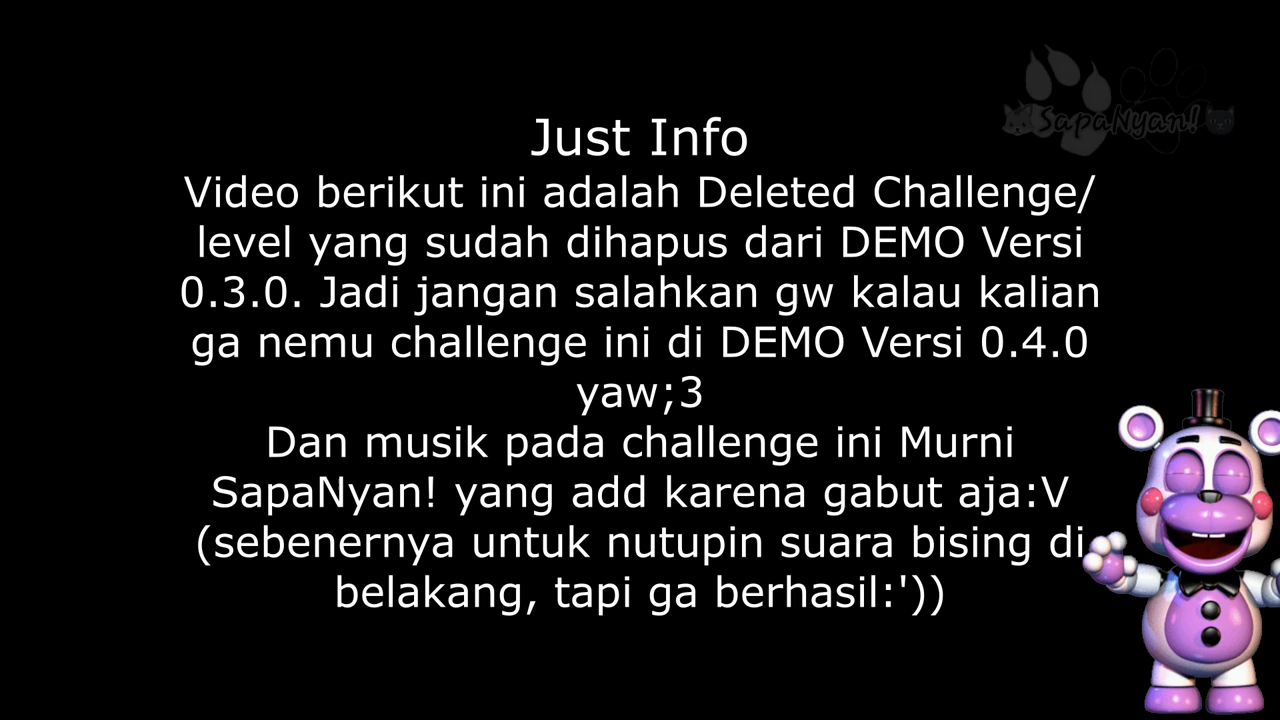 SapaNyan!
Just Info
Video berikut ini adalah Deleted Challenge/
level yang sudah dihapus dari DEMO Versi
0.3.0. Jadi jangan salahkan gw kalau kalian
ga nemu challenge ini di DEMO Versi 0.4.0
yaw;3
Dan musik pada challenge ini Murni
SapaNyan! yang add karena gabut aja:V
(sebenernya untuk nutupin suara bising di
belakang, tapi ga berhasil:'))